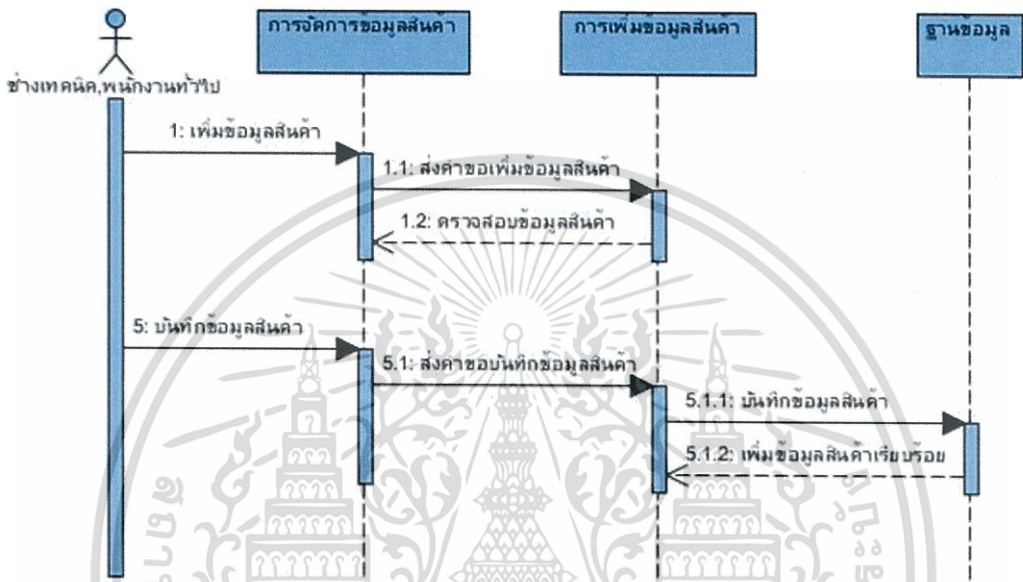 การจัดการข้อมูลสินค้า
การเพิ่มข้อมูลสินค้า
ฐานข้อมูล
ช่างเทคนิค,พนักงานทั่วไป
1: เพิ่มข้อมูลสินค้า
1.1: ส่งคำขอเพิ่มข้อมูลสินค้า
1.2: ตรวจสอบข้อมูลสินค้า
5: บันทึกข้อมูลสินค้า
5.1: ส่งคำขอบันทึกข้อมูลสินค้า
5.1.1: บันทึกข้อมูลสินค้า
5.1.2: เพิ่มข้อมูลสินค้าเรียบร้อย